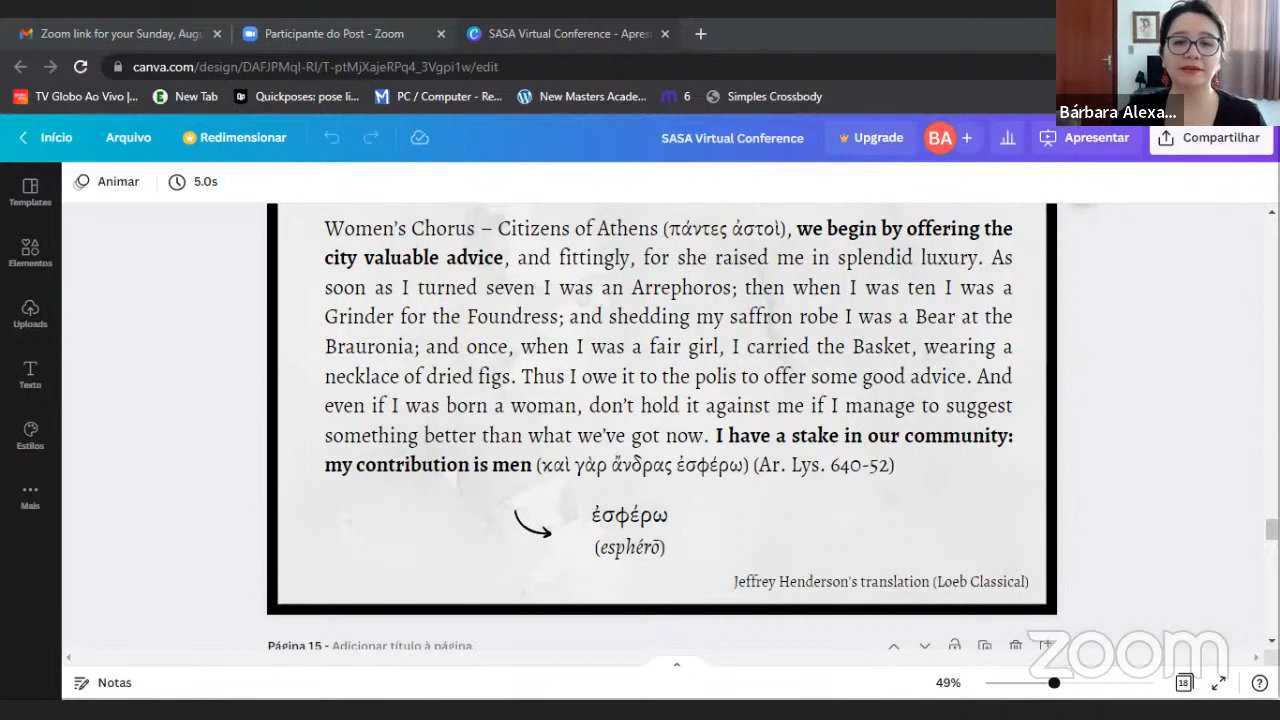 Zoom link for your Sunday, Aug
Participante do Post - Zoom
SASA Virtual Conference - Apres
canva.com/design/DAFJPMqI-RI/T-ptMjXajeRPq4_3Vgpi1w/edit
TV Globo Ao Vivo |...
New Tab
Quickposes: pose li...
PC / Computer - Re...
New Masters Acade...
6
Simples Crossbody
Bárbara Alexa...
Início
Arquivo
Redimensionar
SASA Virtual Conference
Upgrade
BA
Apresentar
Compartilhar
Animar
5.0s
Templates
Elementos
Uploads
Texto
Estilos
Mais
Women's Chorus – Citizens of Athens (πάντες ἀστοὶ), we begin by offering the
city valuable advice, and fittingly, for she raised me in splendid luxury. As
soon as I turned seven I was an Arrephoros; then when I was ten I was a
Grinder for the Foundress; and shedding my saffron robe I was a Bear at the
Brauronia; and once, when I was a fair girl, I carried the Basket, wearing a
necklace of dried figs. Thus I owe it to the polis to offer some good advice. And
even if I was born a woman, don't hold it against me if I manage to suggest
something better than what we've got now. I have a stake in our community:
my contribution is men (καὶ γὰρ ἄνδρας ἐσφέρω) (Ar. Lys. 640-52)
ἐσφέρω
(esphérō)
Jeffrey Henderson's translation (Loeb Classical)
Página 15 - Adicionar título à página
zoom
Notas
49%
18